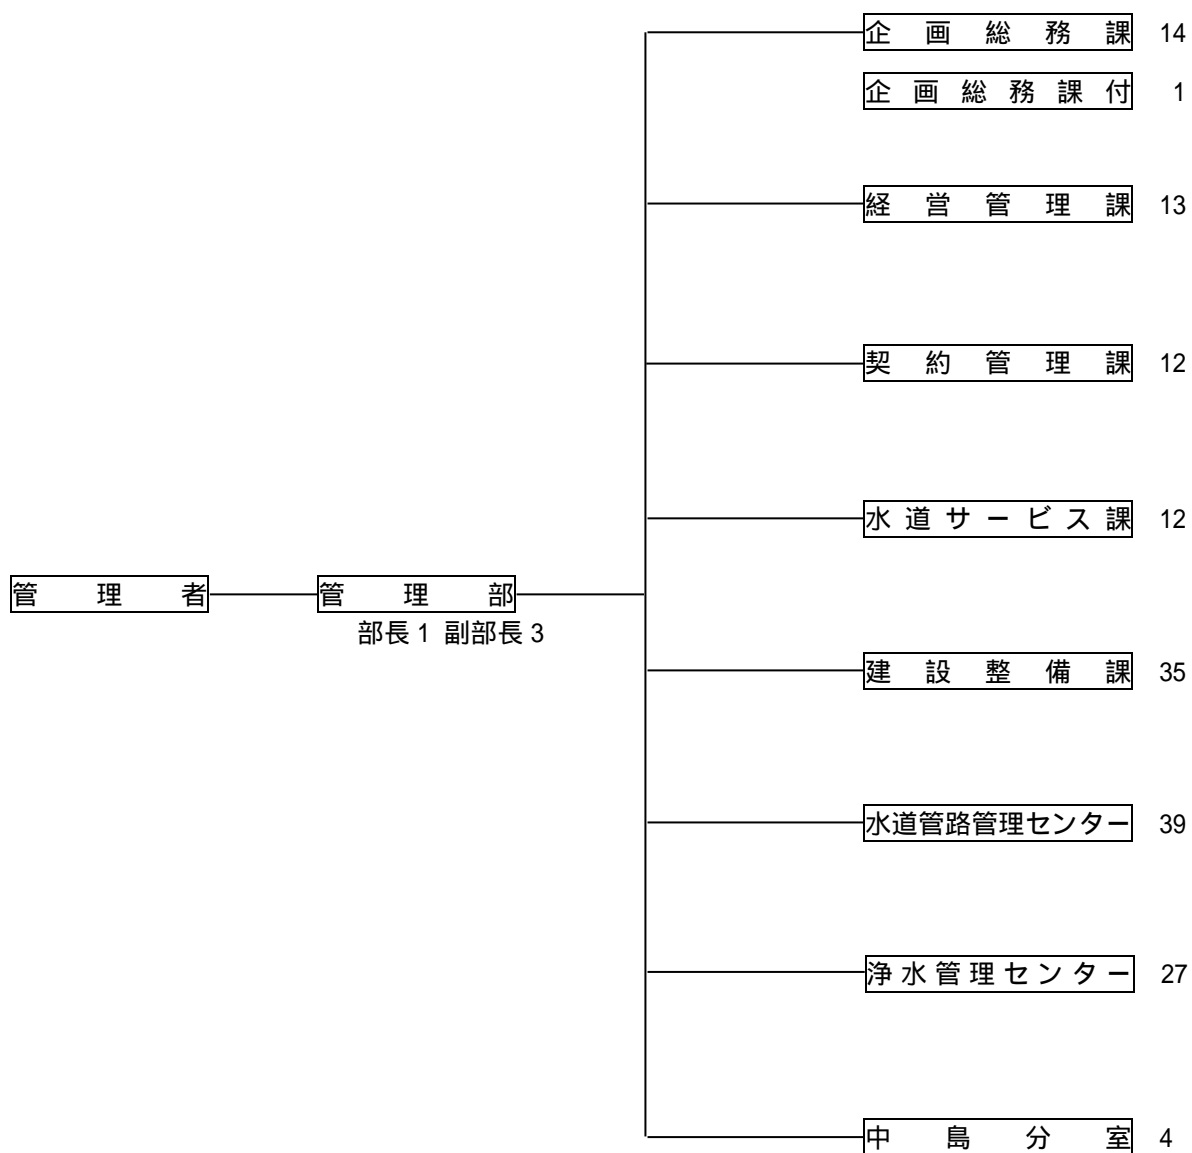 企画総務課 14
企画総務課付 1
経営管理課 13
契約管理課 12
水道サービス課 12
管理者 管理部
部長1 副部長3
建設整備課 35
水道管路管理センター 39
浄水管理センター 27
中島分室 4